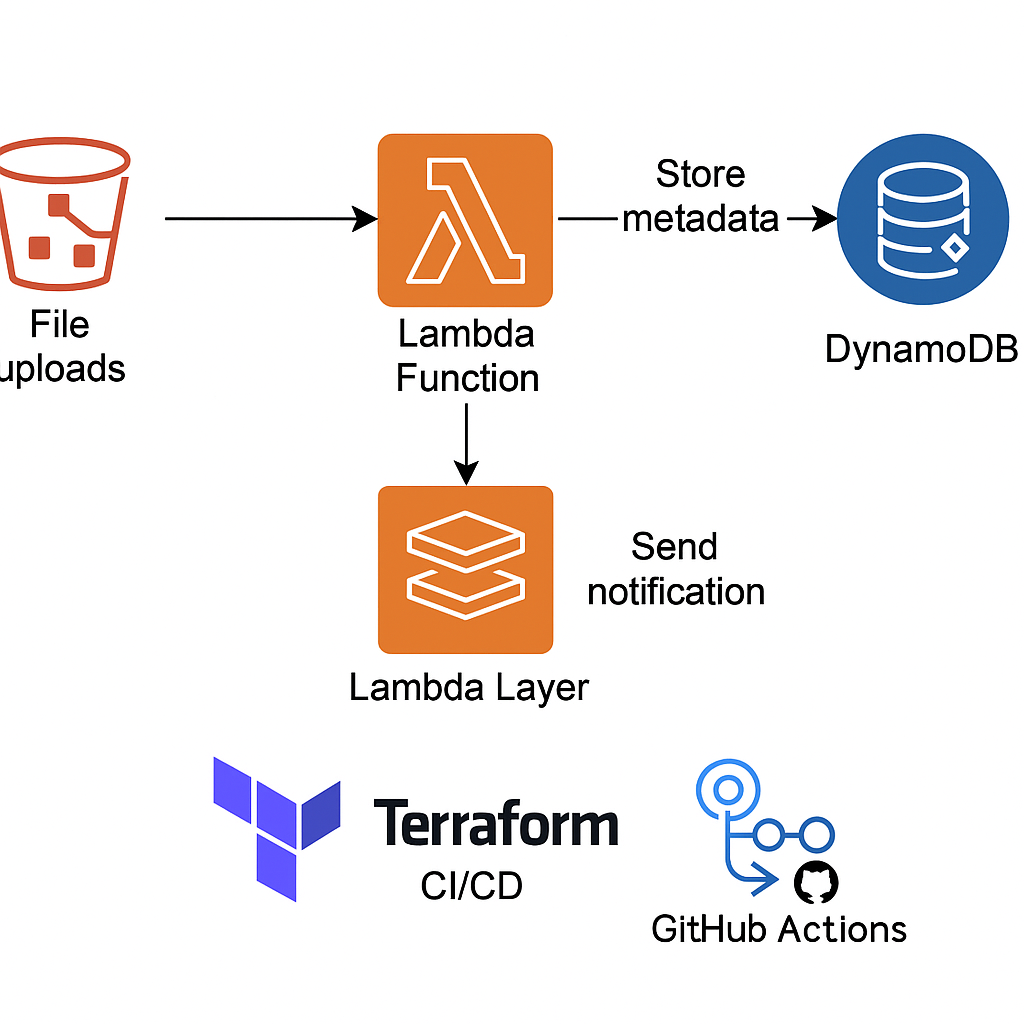 File
uploads
Lambda
Function
Store
metadata
DynamoDB
Send
notification
Lambda Layer
Terraform
CI/CD
GitHub Actions